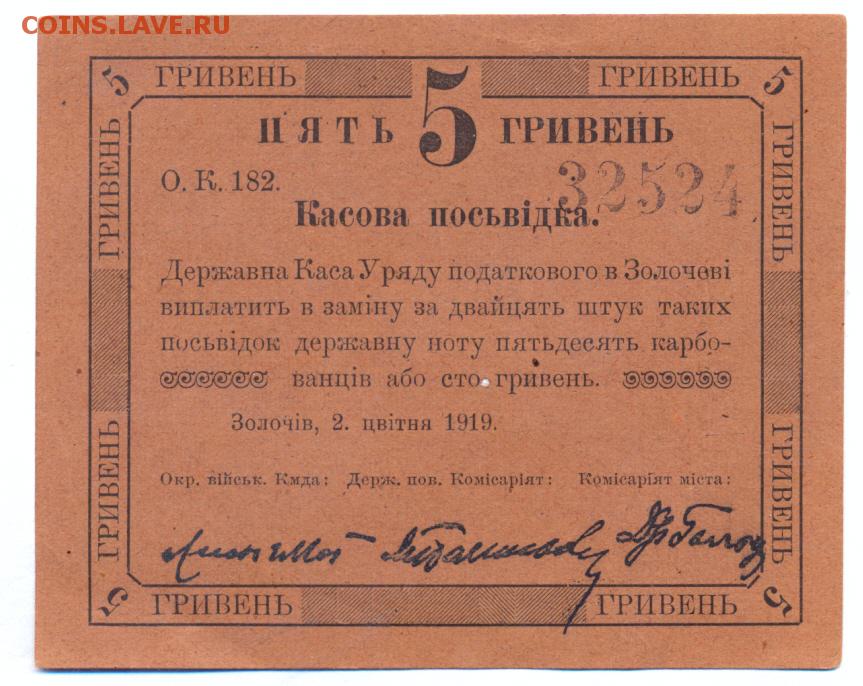 COINS.LAVE.RU
5 ГРИВЕНЬ ГРИВЕНЬ 5
ПЯТЬ 5 ГРИВЕНЬ
О. К. 182.
32524
Касова посьвідка.
Державна Каса Уряду податкового в Золочеві
виплатить в заміну за двайцять штук таких
посьвідок державну ноту пятьдесять карбо-
ванців або сто гривень.
Золочів, 2. цвітня 1919.
Окр. військ. Кмда: Держ. пов. Комісаріят: Комісаріят міста:
ГРИВЕНЬ
ГРИВЕНЬ
ГРИВЕНЬ
ГРИВЕНЬ
5 ГРИВЕНЬ ГРИВЕНЬ 5